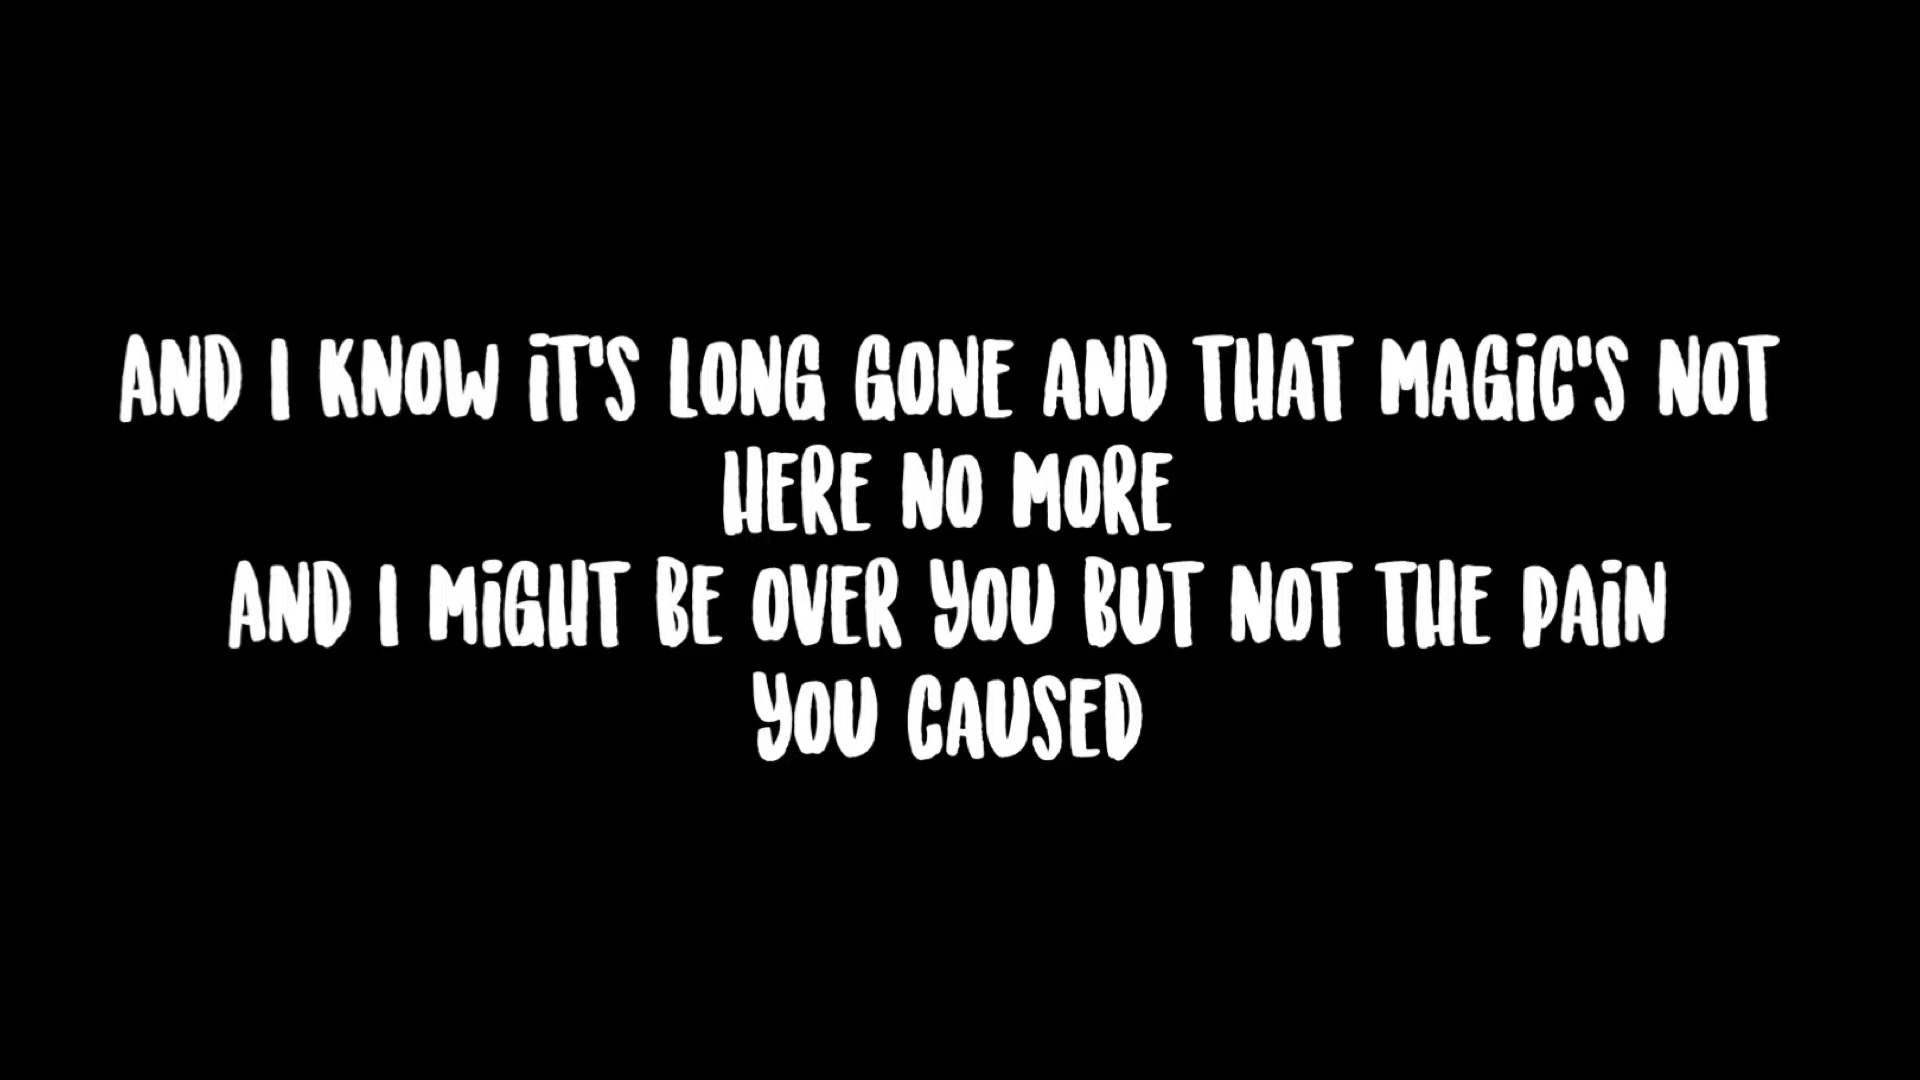 AND I KNOW iT'S LONG GONE AND THAT MAGiC'S NOT
HERE NO MORE
AND I MiGHT BE OVER YOU BUT NOT THE PAiN
YOU CAUSED